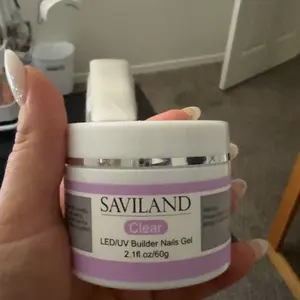 SAVILAND
Clear
LED/UV Builder Nails Gel
2.1fl.oz/60g